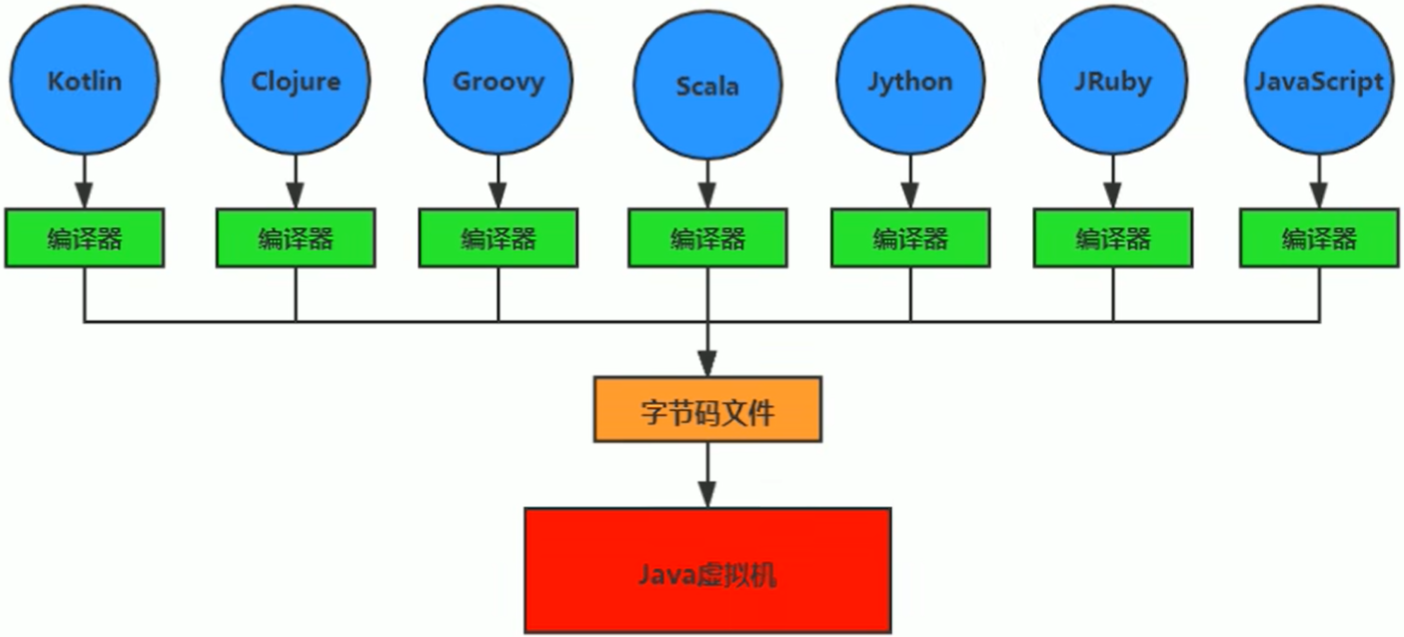 Kotlin
Clojure
Groovy
Scala
Jython
JRuby
JavaScript
编译器
编译器
编译器
编译器
编译器
编译器
编译器
字节码文件
Java虚拟机